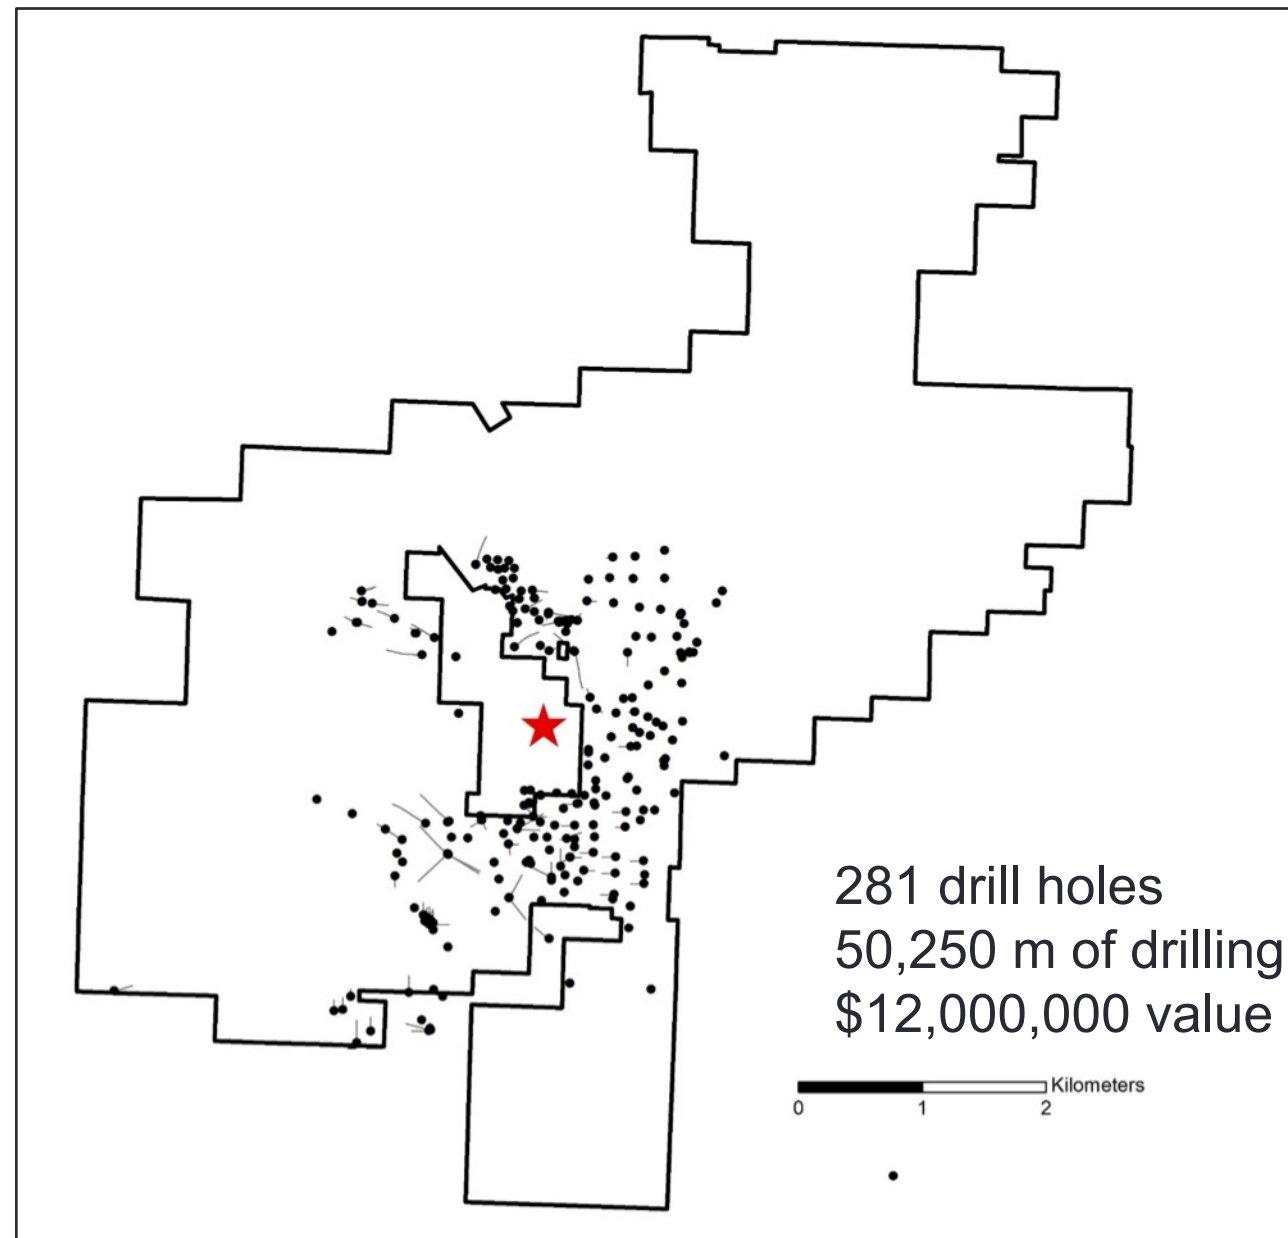 281 drill holes
50,250 m of drilling
$12,000,000 value
Kilometers
0 1 2